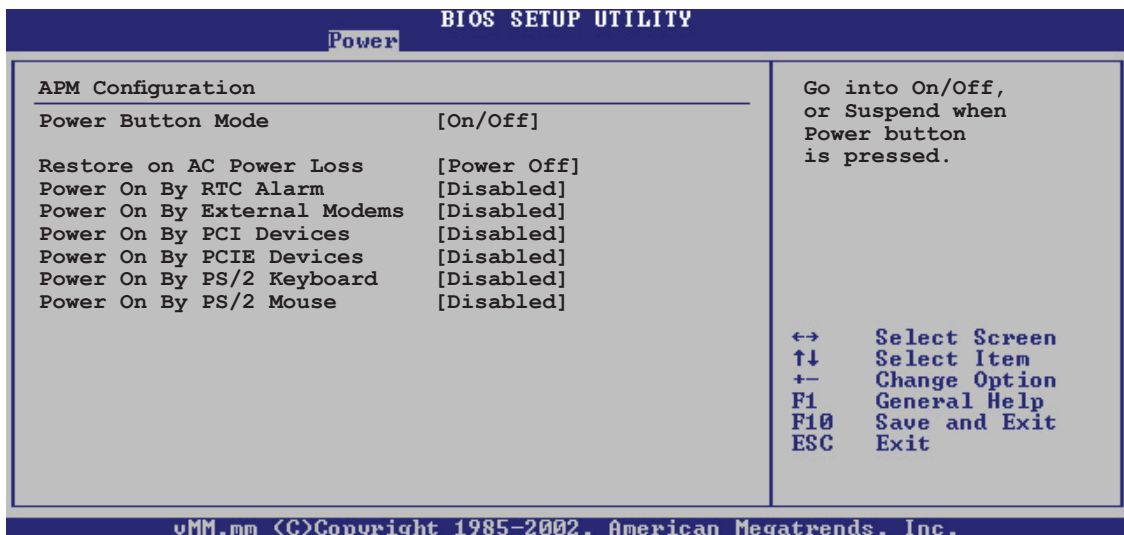 BIOS SETUP UTILITY
Power
APM Configuration
Power Button Mode [On/Off]
Restore on AC Power Loss [Power Off]
Power On By RTC Alarm [Disabled]
Power On By External Modems [Disabled]
Power On By PCI Devices [Disabled]
Power On By PCIE Devices [Disabled]
Power On By PS/2 Keyboard [Disabled]
Power On By PS/2 Mouse [Disabled]
Go into On/Off,
or Suspend when
Power button
is pressed.
←→ Select Screen
↑↓ Select Item
+- Change Option
F1 General Help
F10 Save and Exit
ESC Exit
vMM.mm (C)Copyright 1985-2002, American Megatrends, Inc.